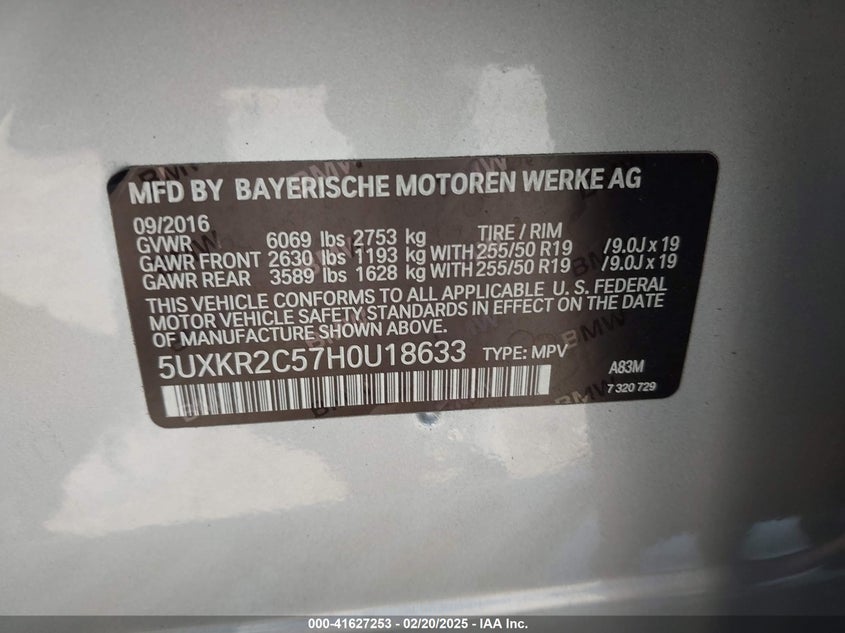 MFD BY BAYERISCHE MOTOREN WERKE AG
09/2016
GVWR 6069 lbs 2753 kg TIRE / RIM
GAWR FRONT 2630 lbs 1193 kg WITH 255/50 R19 /9.0J x 19
GAWR REAR 3589 lbs 1628 kg WITH 255/50 R19 /9.0J x 19
THIS VEHICLE CONFORMS TO ALL APPLICABLE U. S. FEDERAL
MOTOR VEHICLE SAFETY STANDARDS IN EFFECT ON THE DATE
OF MANUFACTURE SHOWN ABOVE.
5UXKR2C57H0U18633 TYPE: MPV A83M
7 320 729
000-41627253 - 02/20/2025 - IAA Inc.